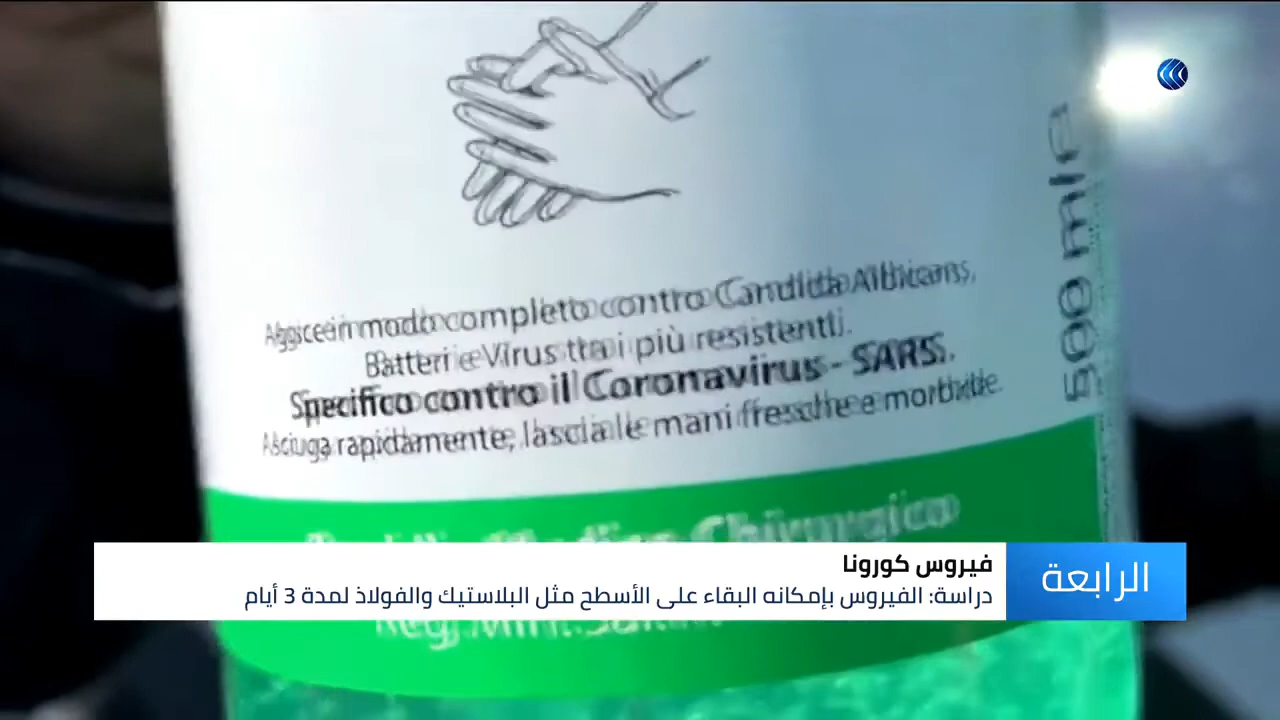 Agisce in modo completo contro Candida Albicans,
Batteri e Virus tra i più resistenti.
Specifico contro il Coronavirus - SARS.
Asciuga rapidamente, lascia le mani fresche e morbide.
500 ml e
Chirurgico
فيروس كورونا
دراسة: الفيروس بإمكانه البقاء على الأسطح مثل البلاستيك والفولاذ لمدة 3 أيام
الرابعة